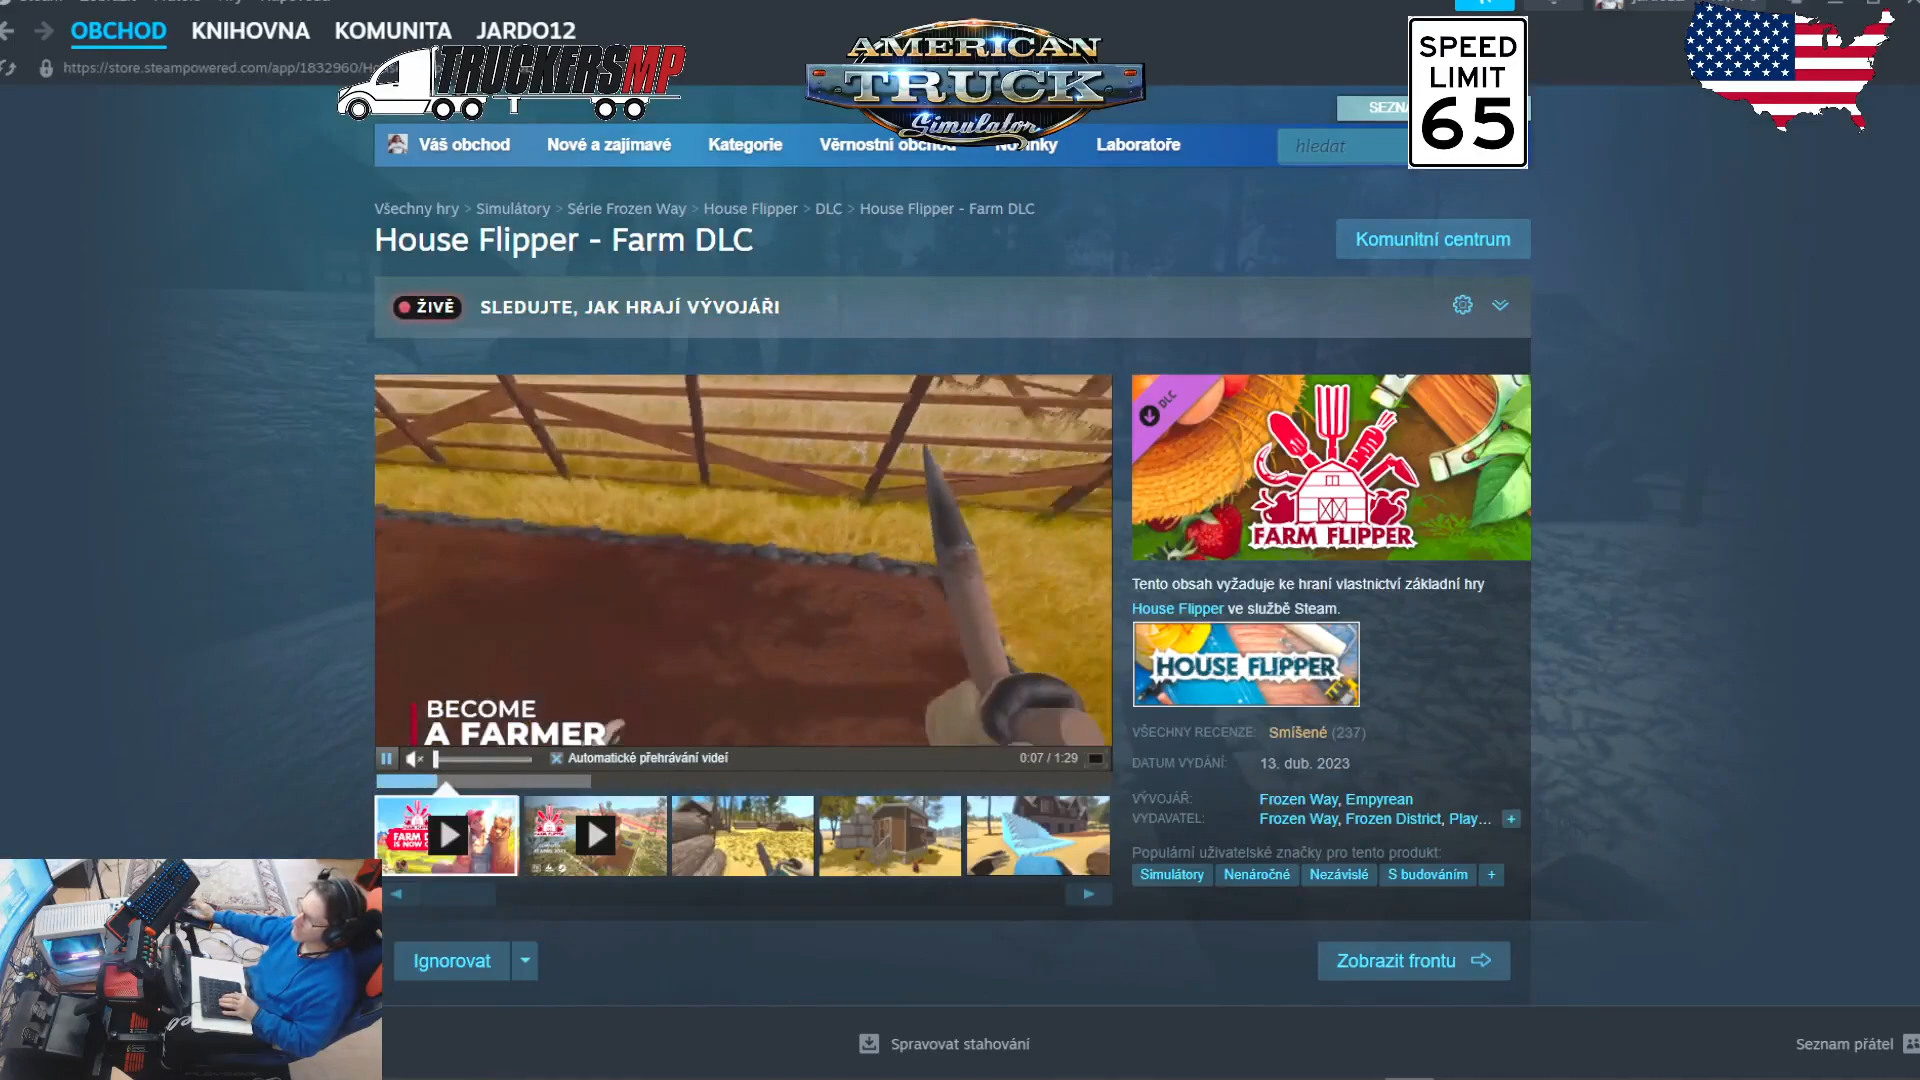 OBCHOD KNIHOVNA KOMUNITA JARDO12
https://store.steampowered.com/app/1832960/Ho
TRUCKERSMP
AMERICAN
TRUCK
Simulator
SPEED
LIMIT
65
Váš obchod Nové a zajímavé Kategorie Věrnostní obchod Laboratoře
hledat
Všechny hry > Simulátory > Série Frozen Way > House Flipper > DLC > House Flipper - Farm DLC
House Flipper - Farm DLC
Komunitní centrum
ŽIVĚ SLEDUJTE, JAK HRAJÍ VÝVOJÁŘI
BECOME
A FARMER
Automatické přehrávání videí 0:07 / 1:29
DLC
FARM FLIPPER
Tento obsah vyžaduje ke hraní vlastnictví základní hry
House Flipper ve službě Steam.
HOUSE FLIPPER
VŠECHNY RECENZE: Smíšené (237)
DATUM VYDÁNÍ: 13. dub. 2023
VÝVOJÁŘ: Frozen Way, Empyrean
VYDAVATEL: Frozen Way, Frozen District, Play... +
Populární uživatelské značky pro tento produkt:
Simulátory Nenáročné Nezávislé S budováním +
Ignorovat
Zobrazit frontu
Spravovat stahování
Seznam přátel